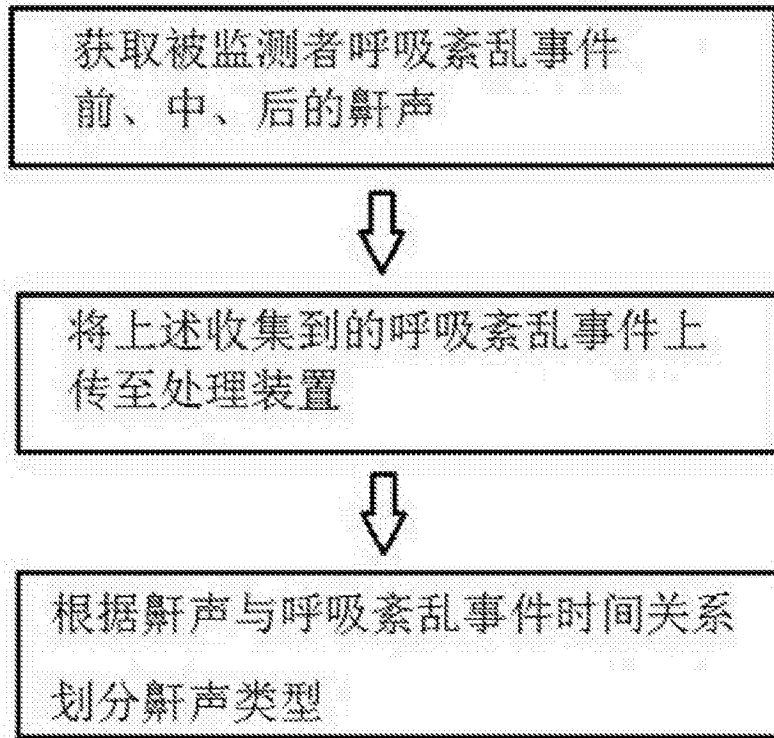 获取被监测者呼吸紊乱事件
前、中、后的鼾声
将上述收集到的呼吸紊乱事件上
传至处理装置
根据鼾声与呼吸紊乱事件时间关系
划分鼾声类型